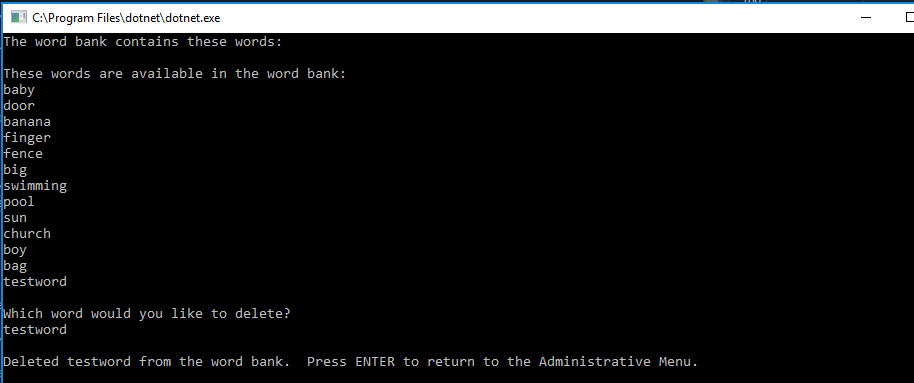 C:\Program Files\dotnet\dotnet.exe
The word bank contains these words:
These words are available in the word bank:
baby
door
banana
finger
fence
big
swimming
pool
sun
church
boy
bag
testword
Which word would you like to delete?
testword
Deleted testword from the word bank.  Press ENTER to return to the Administrative Menu.